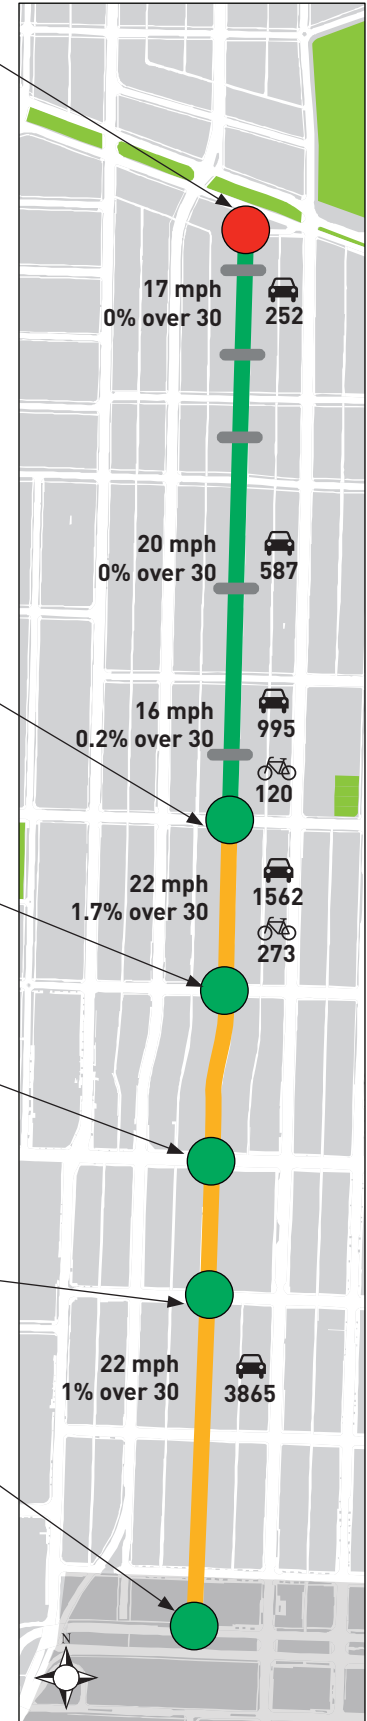 17 mph
0% over 30
252
20 mph
0% over 30
587
16 mph
0.2% over 30
995
120
22 mph
1.7% over 30
1562
273
22 mph
1% over 30
3865
N